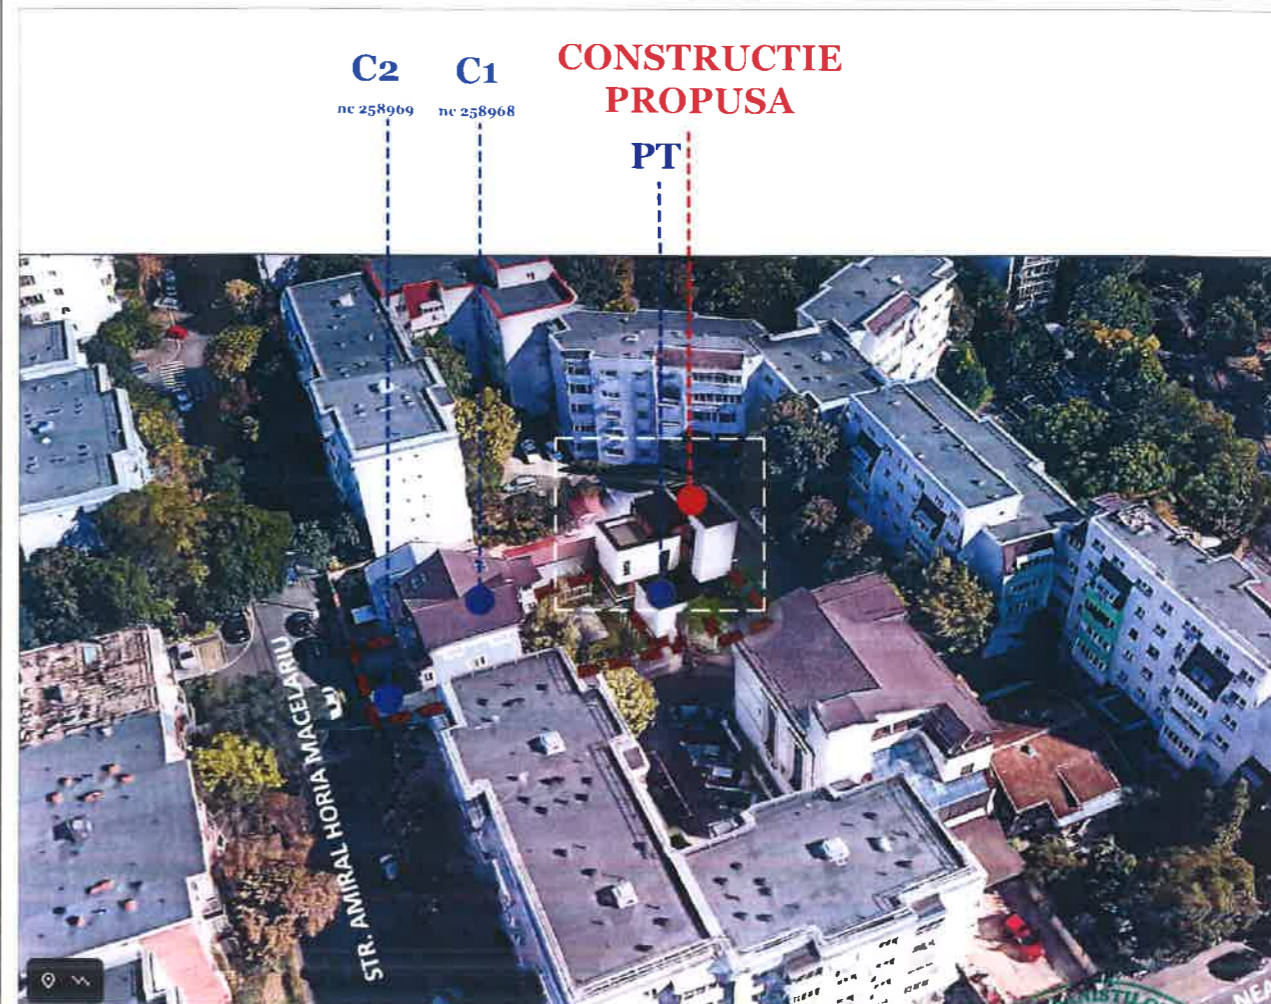 CONSTRUCTIE
PROPUSA
C2
nc 258969
C1
nc 258968
PT
STR. AMIRAL HORIA MACELARIU